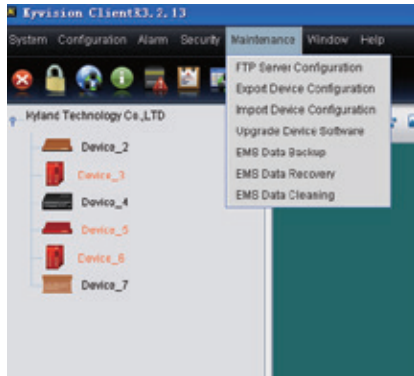 Kyvision ClientR3.2.13
System Configuration Alarm Security Maintenance Window Help
FTP Server Configuration
Export Device Configuration
Import Device Configuration
Upgrade Device Software
EMS Data Backup
EMS Data Recovery
EMS Data Cleaning
Kyland Technology Co.,LTD
Device_2
Device_3
Device_4
Device_5
Device_6
Device_7